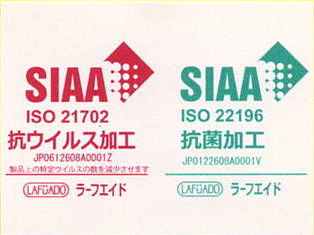 SIAA
ISO 21702
抗ウイルス加工
JP0612608A0001Z
製品上の特定ウイルスの数を減少させます
LAFUADO ラーフエイド
SIAA
ISO 22196
抗菌加工
JP0122608A0001V
LAFUADO ラーフエイド